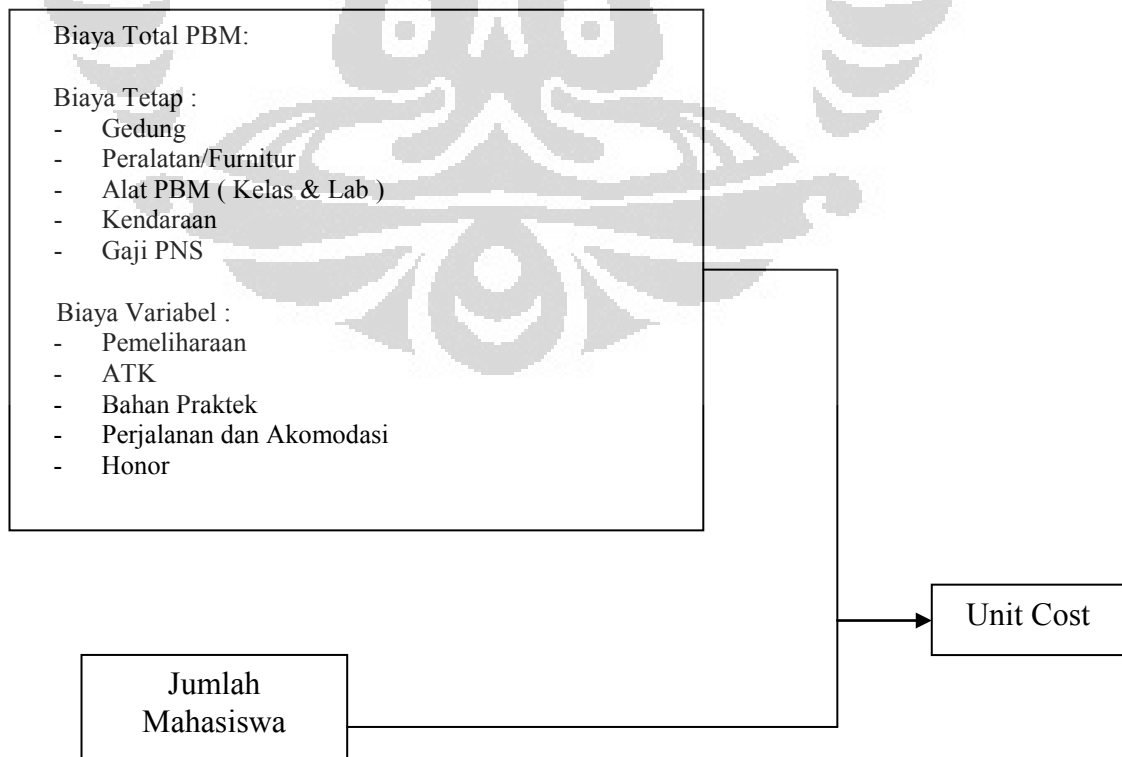 Biaya Total PBM:
Biaya Tetap :
- Gedung
- Peralatan/Furnitur
- Alat PBM ( Kelas & Lab )
- Kendaraan
- Gaji PNS
Biaya Variabel :
- Pemeliharaan
- ATK
- Bahan Praktek
- Perjalanan dan Akomodasi
- Honor
Unit Cost
Jumlah
Mahasiswa